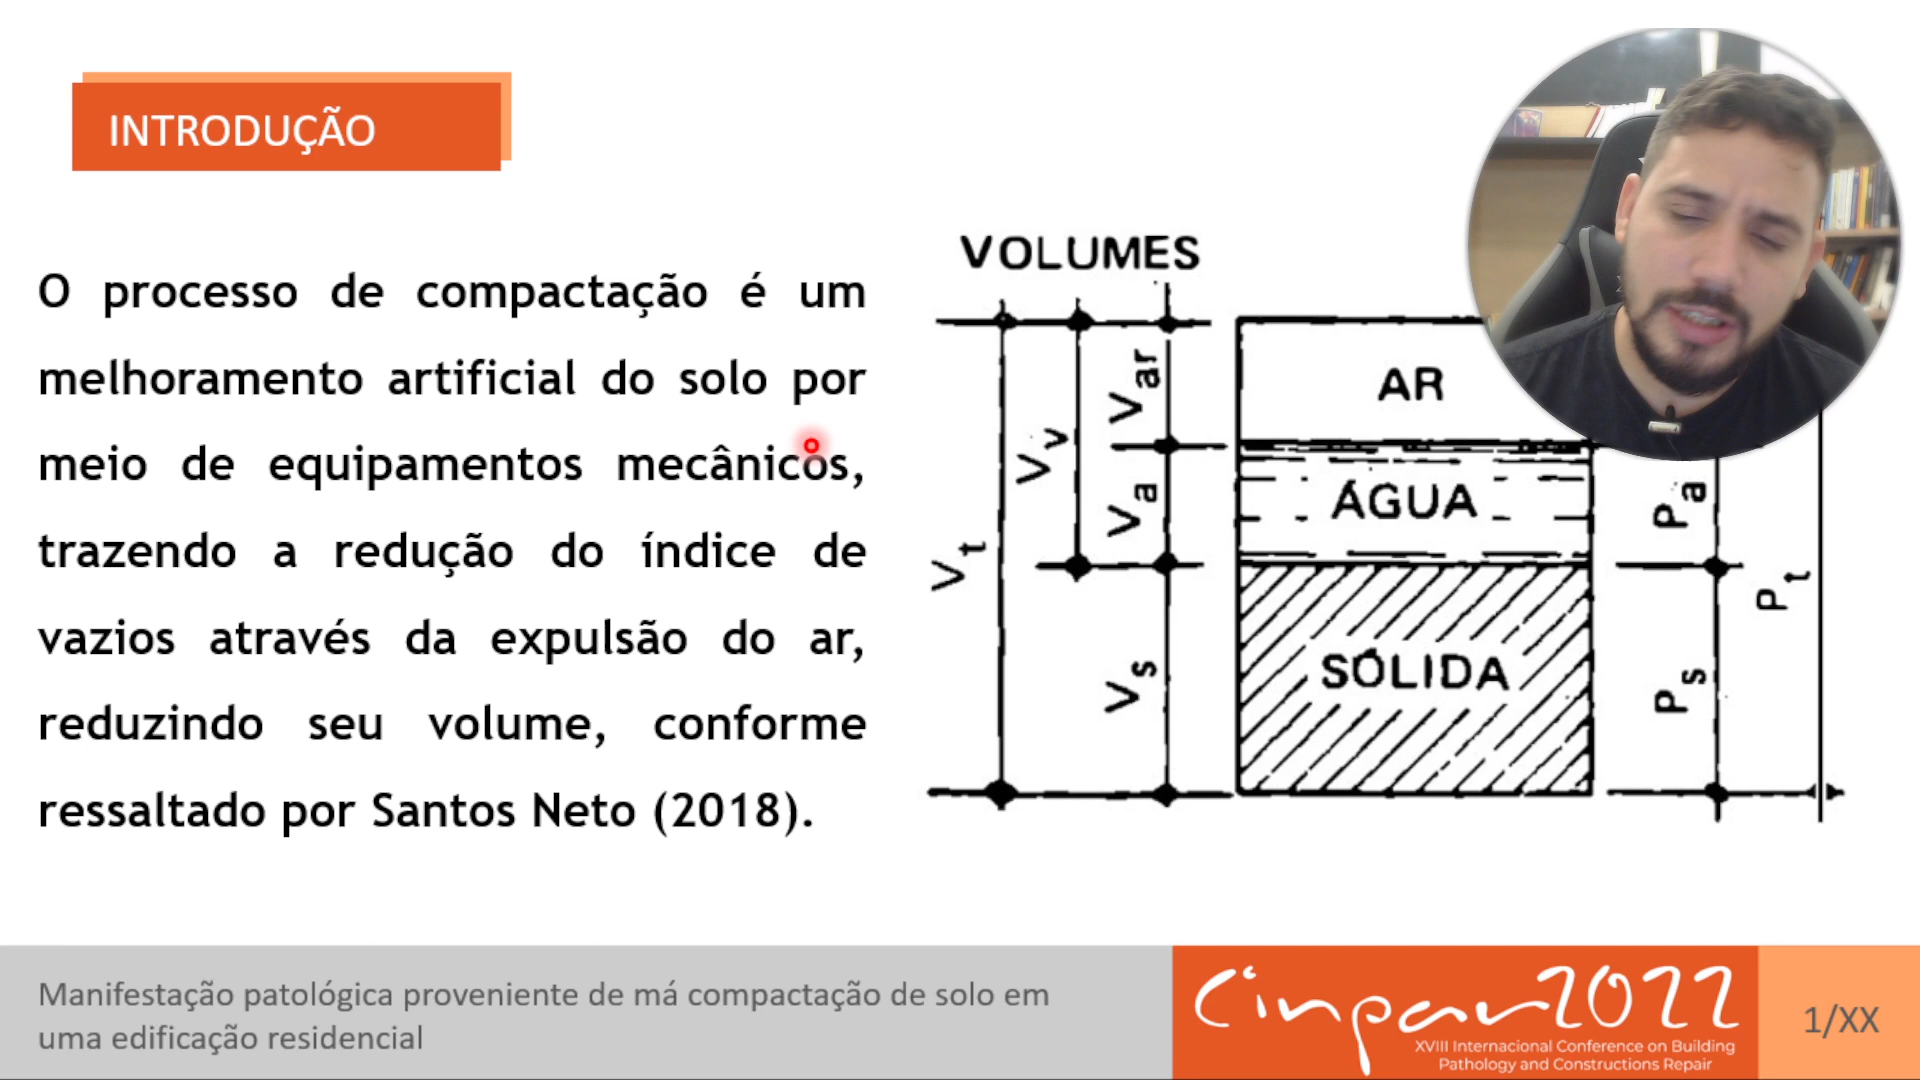 INTRODUÇÃO
O processo de compactação é um
melhoramento artificial do solo por
meio de equipamentos mecânicos,
trazendo a redução do índice de
vazios através da expulsão do ar,
reduzindo seu volume, conforme
ressaltado por Santos Neto (2018).
VOLUMES
Vt
Vv
Var
Va
Vs
AR
ÁGUA
SÓLIDA
Pa
Ps
Pt
Manifestação patológica proveniente de má compactação de solo em
uma edificação residencial
Cinpar2022
XVIII Internacional Conference on Building
Pathology and Constructions Repair
1/XX